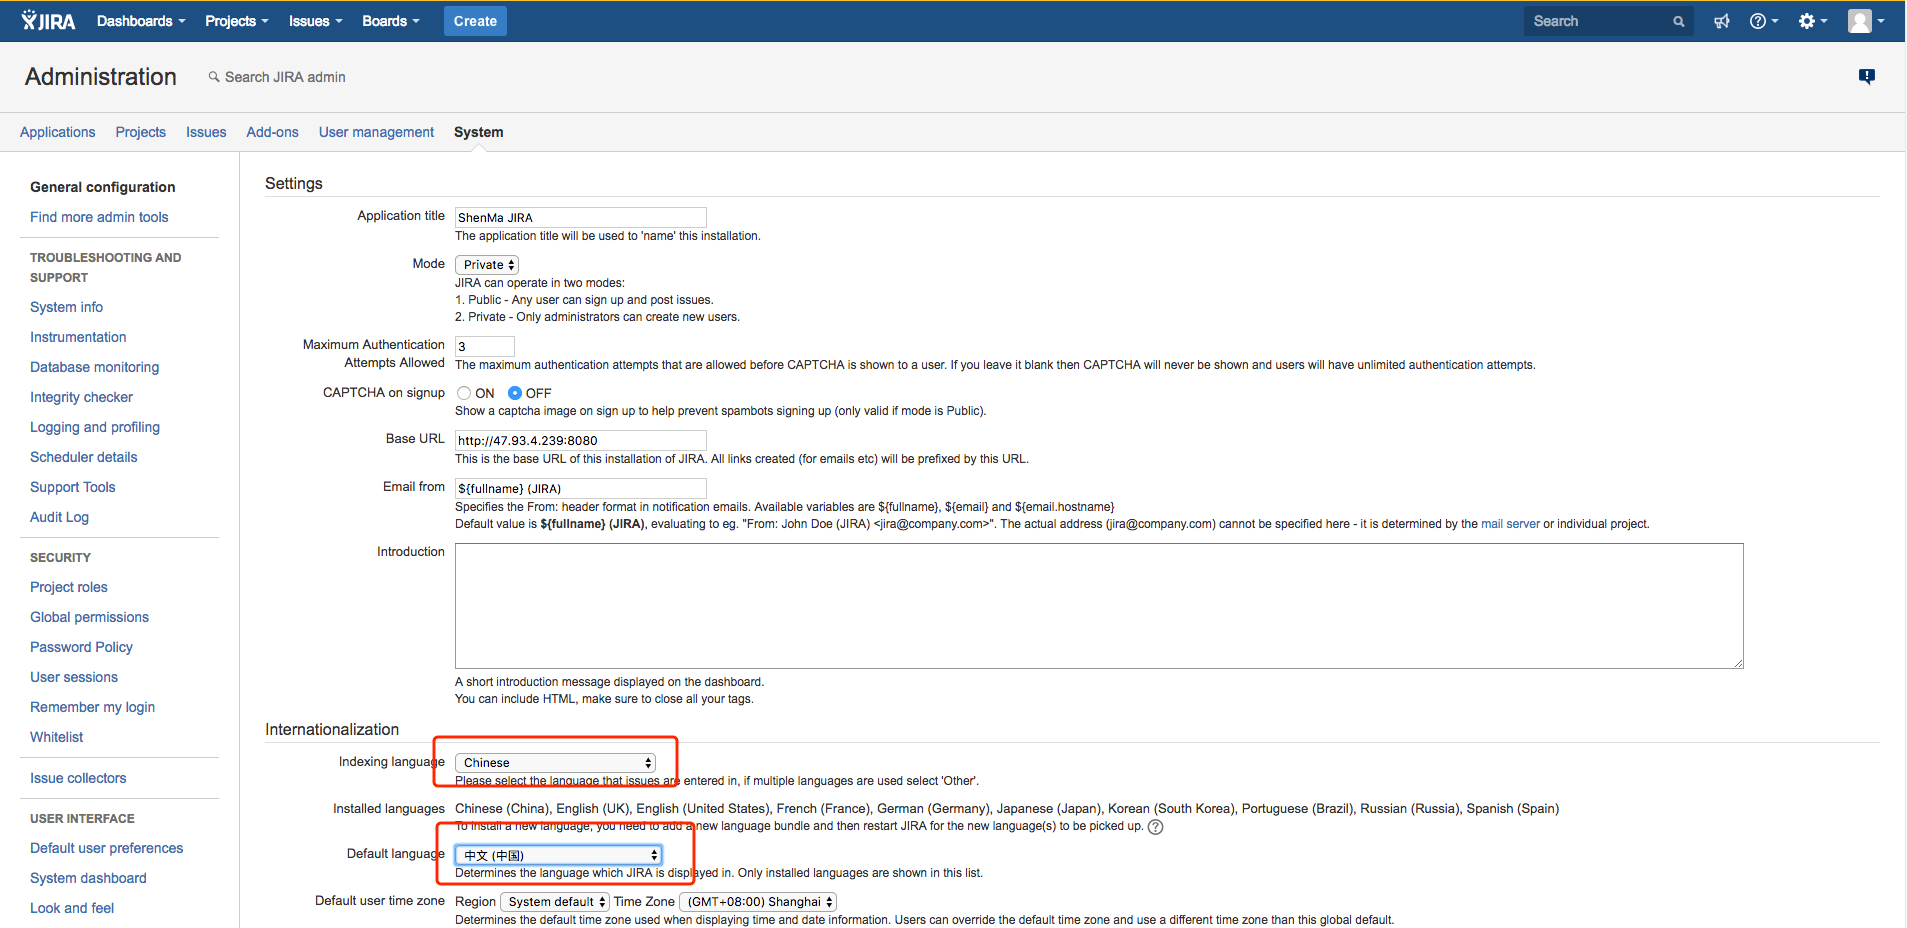 JIRA Dashboards Projects Issues Boards Create Search
Administration Search JIRA admin
Applications Projects Issues Add-ons User management System
General configuration
Find more admin tools
TROUBLESHOOTING AND
SUPPORT
System info
Instrumentation
Database monitoring
Integrity checker
Logging and profiling
Scheduler details
Support Tools
Audit Log
SECURITY
Project roles
Global permissions
Password Policy
User sessions
Remember my login
Whitelist
Issue collectors
USER INTERFACE
Default user preferences
System dashboard
Look and feel
Settings
Application title ShenMa JIRA
The application title will be used to 'name' this installation.
Mode Private
JIRA can operate in two modes:
1. Public - Any user can sign up and post issues.
2. Private - Only administrators can create new users.
Maximum Authentication
Attempts Allowed 3
The maximum authentication attempts that are allowed before CAPTCHA is shown to a user. If you leave it blank then CAPTCHA will never be shown and users will have unlimited authentication attempts.
CAPTCHA on signup ON OFF
Show a captcha image on sign up to help prevent spambots signing up (only valid if mode is Public).
Base URL http://47.93.4.239:8080
This is the base URL of this installation of JIRA. All links created (for emails etc) will be prefixed by this URL.
Email from ${fullname} (JIRA)
Specifies the From: header format in notification emails. Available variables are ${fullname}, ${email} and ${email.hostname}
Default value is ${fullname} (JIRA), evaluating to eg. "From: John Doe (JIRA) <jira@company.com>". The actual address (jira@company.com) cannot be specified here - it is determined by the mail server or individual project.
Introduction
A short introduction message displayed on the dashboard.
You can include HTML, make sure to close all your tags.
Internationalization
Indexing language Chinese
Please select the language that issues are entered in, if multiple languages are used select 'Other'.
Installed languages Chinese (China), English (UK), English (United States), French (France), German (Germany), Japanese (Japan), Korean (South Korea), Portuguese (Brazil), Russian (Russia), Spanish (Spain)
To install a new language, you need to add a new language bundle and then restart JIRA for the new language(s) to be picked up.
Default language 中文 (中国)
Determines the language which JIRA is displayed in. Only installed languages are shown in this list.
Default user time zone Region System default Time Zone (GMT+08:00) Shanghai
Determines the default time zone used when displaying time and date information. Users can override the default time zone and use a different time zone than this global default.